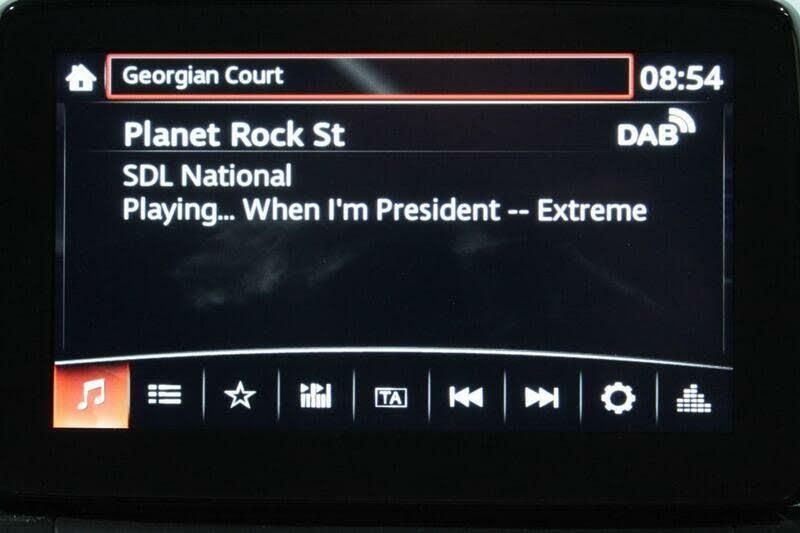 Georgian Court
08:54
Planet Rock St
DAB
SDL National
Playing... When I'm President -- Extreme
TA